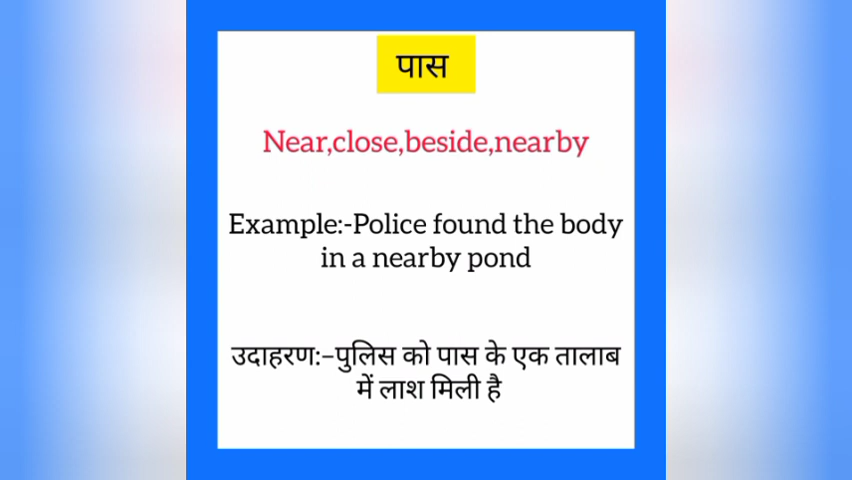 पास
Near,close,beside,nearby
Example:-Police found the body
in a nearby pond
उदाहरण:–पुलिस को पास के एक तालाब
में लाश मिली है